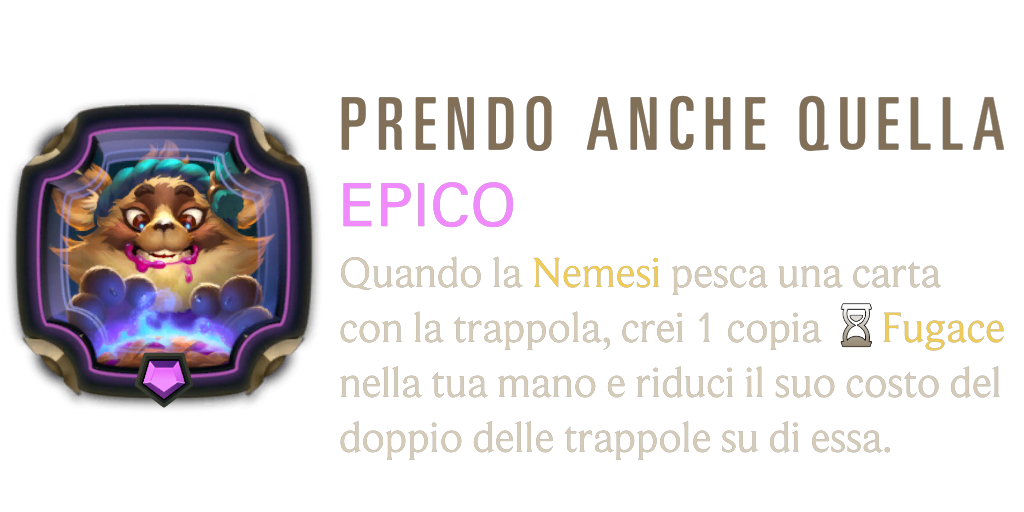 PRENDO ANCHE QUELLA
EPICO
Quando la Nemesi pesca una carta
con la trappola, crei 1 copia Fugace
nella tua mano e riduci il suo costo del
doppio delle trappole su di essa.